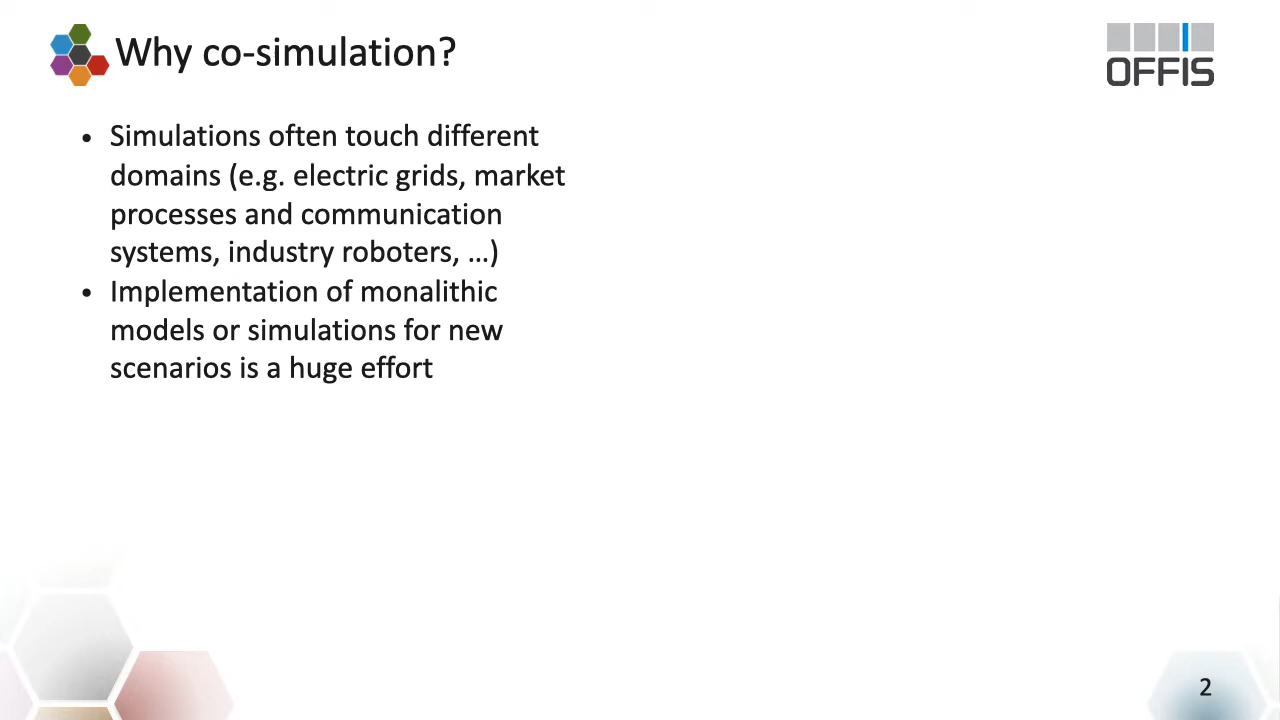 Why co-simulation?
OFFIS
• Simulations often touch different
domains (e.g. electric grids, market
processes and communication
systems, industry roboters, …)
• Implementation of monalithic
models or simulations for new
scenarios is a huge effort
2